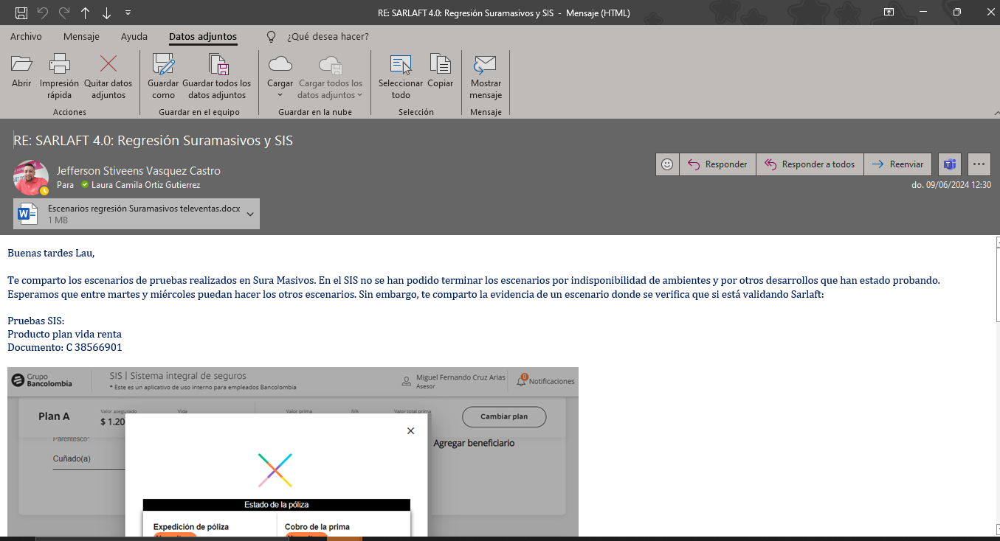 RE: SARLAFT 4.0: Regresión Suramasivos y SIS - Mensaje (HTML)
Archivo Mensaje Ayuda Datos adjuntos ¿Qué desea hacer?
Abrir
Impresión
rápida
Quitar datos
adjuntos
Acciones
Guardar
como
Guardar todos los
datos adjuntos
Guardar en el equipo
Cargar
Cargar todos los
datos adjuntos
Guardar en la nube
Seleccionar
todo
Copiar
Selección
Mostrar
mensaje
Mensaje
RE: SARLAFT 4.0: Regresión Suramasivos y SIS
Jefferson Stiveens Vasquez Castro
Para Laura Camila Ortiz Gutierrez
Responder
Responder a todos
Reenviar
do. 09/06/2024 12:30
Escenarios regresión Suramasivos televentas.docx
1 MB
Buenas tardes Lau,
Te comparto los escenarios de pruebas realizados en Sura Masivos. En el SIS no se han podido terminar los escenarios por indisponibilidad de ambientes y por otros desarrollos que han estado probando.
Esperamos que entre martes y miércoles puedan hacer los otros escenarios. Sin embargo, te comparto la evidencia de un escenario donde se verifica que si está validando Sarlaft:
Pruebas SIS:
Producto plan vida renta
Documento: C 38566901
Grupo
Bancolombia
SIS | Sistema integral de seguros
* Este es un aplicativo de uso interno para empleados Bancolombia
Miguel Fernando Cruz Arias
Asesor
0
Notificaciones
Plan A
Valor asegurado
$ 1.20
Vida
Valor prima
IVA
Valor total prima
Cambiar plan
Parentesco*
Cuñado(a)
Agregar beneficiario
Estado de la póliza
Expedición de póliza
Cobro de la prima